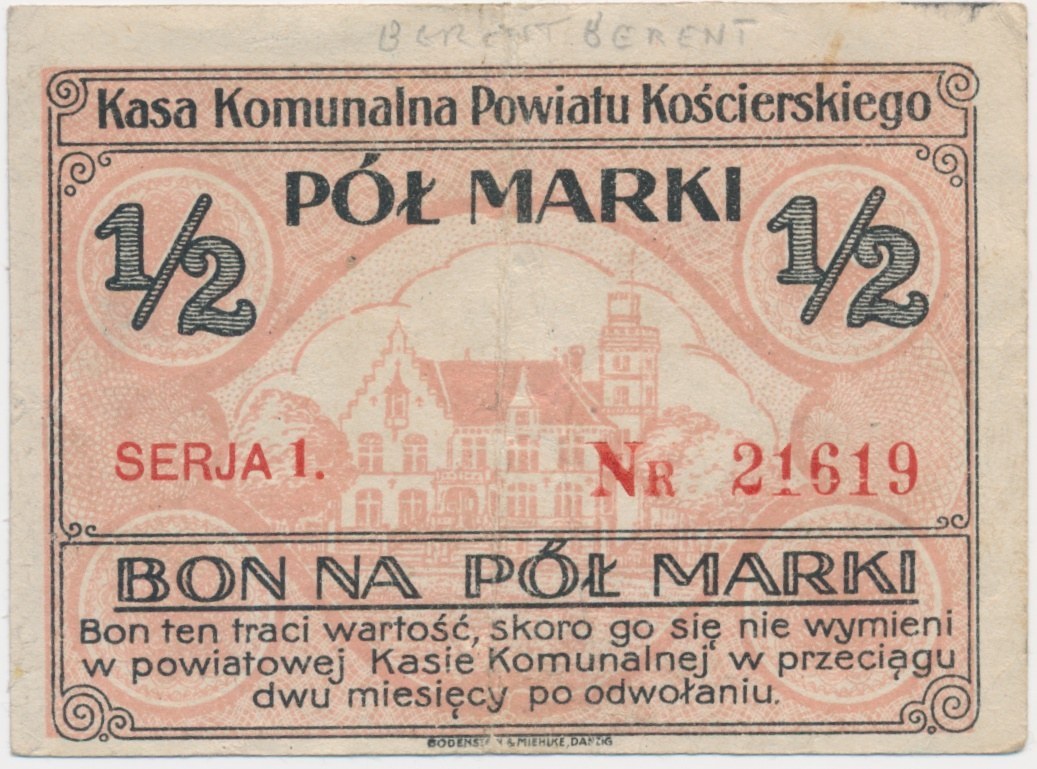 BERENT BERENT
Kasa Komunalna Powiatu Kościerskiego
PÓŁ MARKI
1/2 1/2
SERJA 1. NR 21619
BON NA PÓŁ MARKI
Bon ten traci wartość, skoro go się nie wymieni
w powiatowej Kasie Komunalnej w przeciągu
dwu miesięcy po odwołaniu.
BODENSTEIN & MIEHLKE, DANZIG